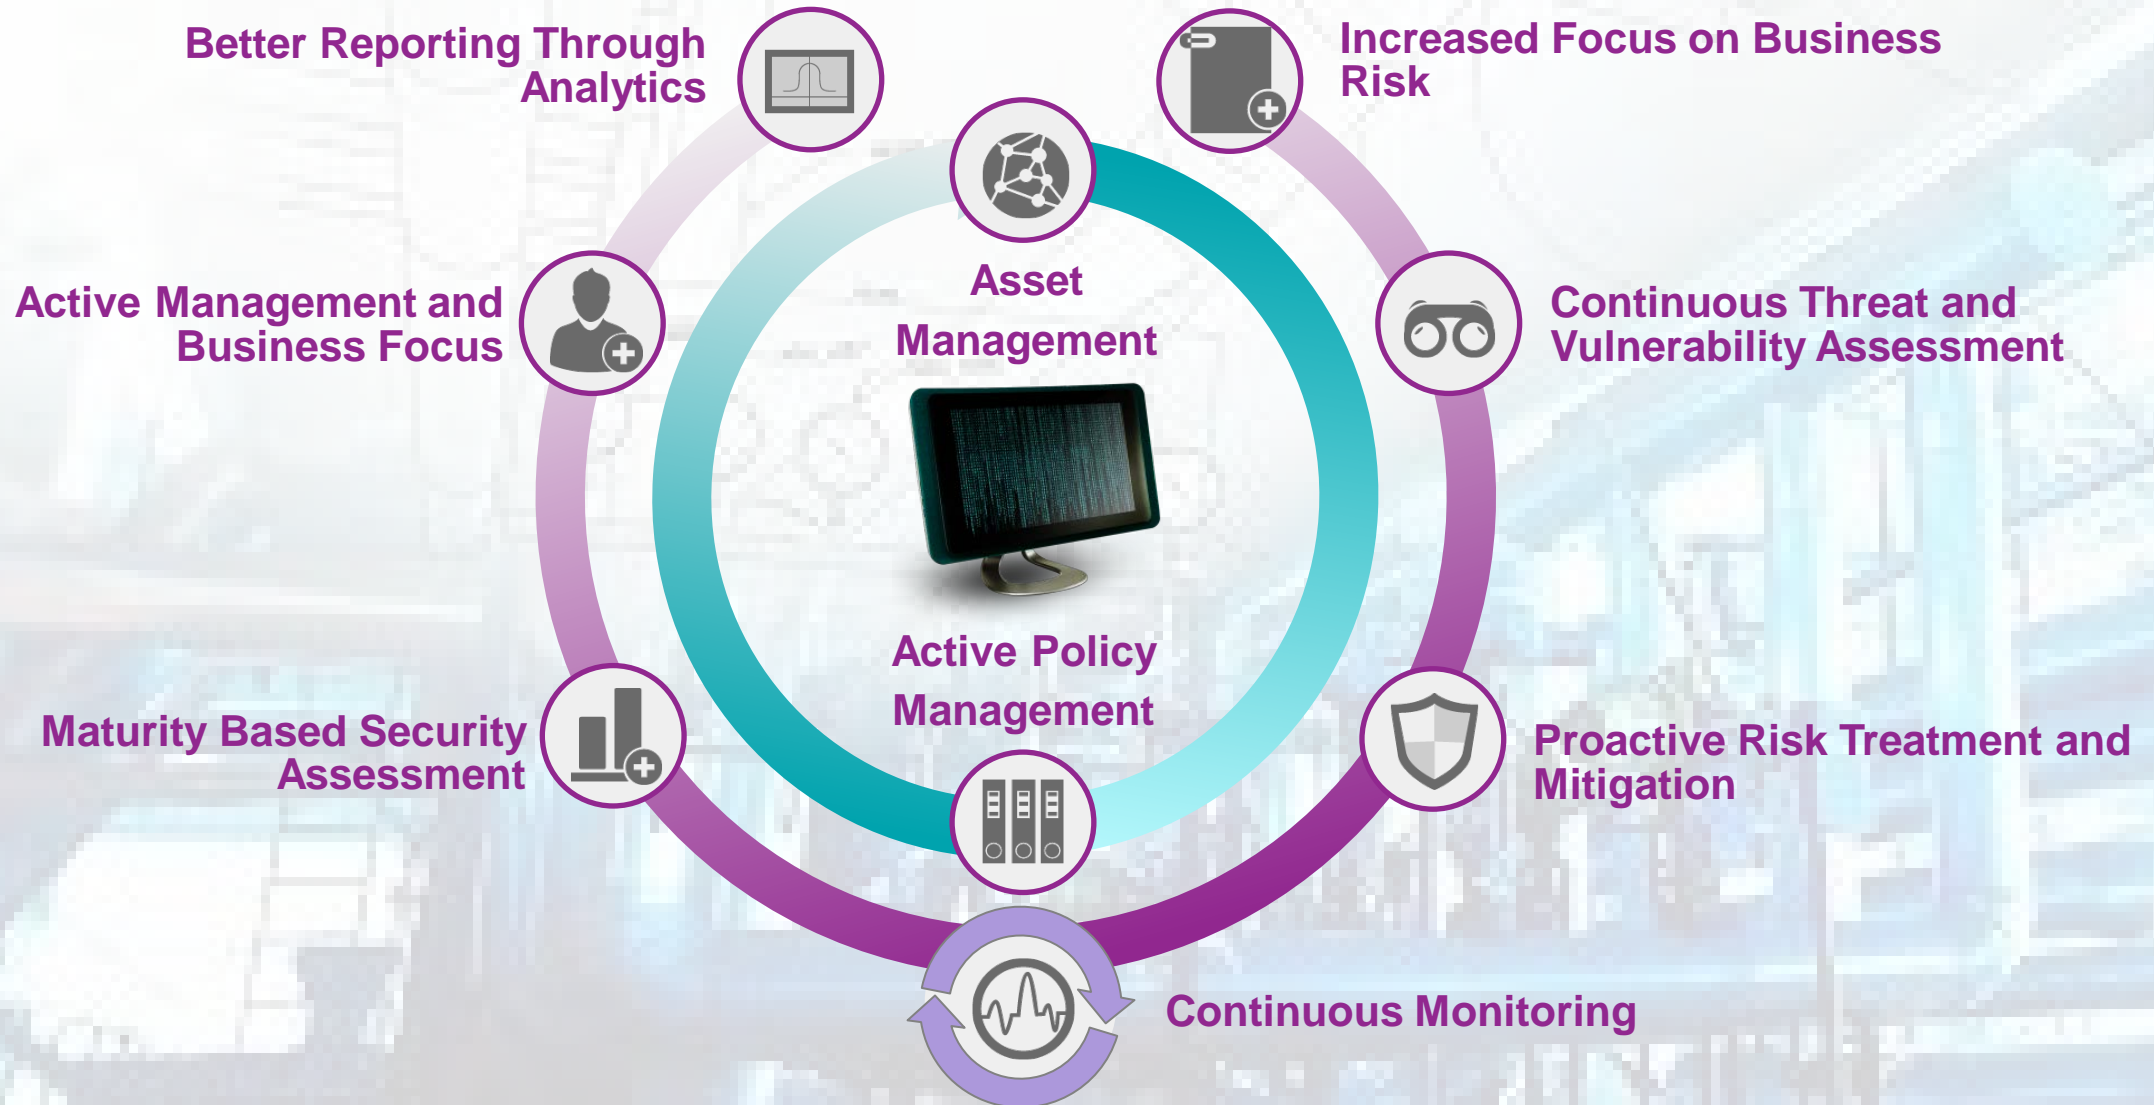 Better Reporting Through
Analytics
Increased Focus on Business
Risk
Asset
Management
Active Management and
Business Focus
Continuous Threat and
Vulnerability Assessment
Active Policy
Management
Maturity Based Security
Assessment
Proactive Risk Treatment and
Mitigation
Continuous Monitoring